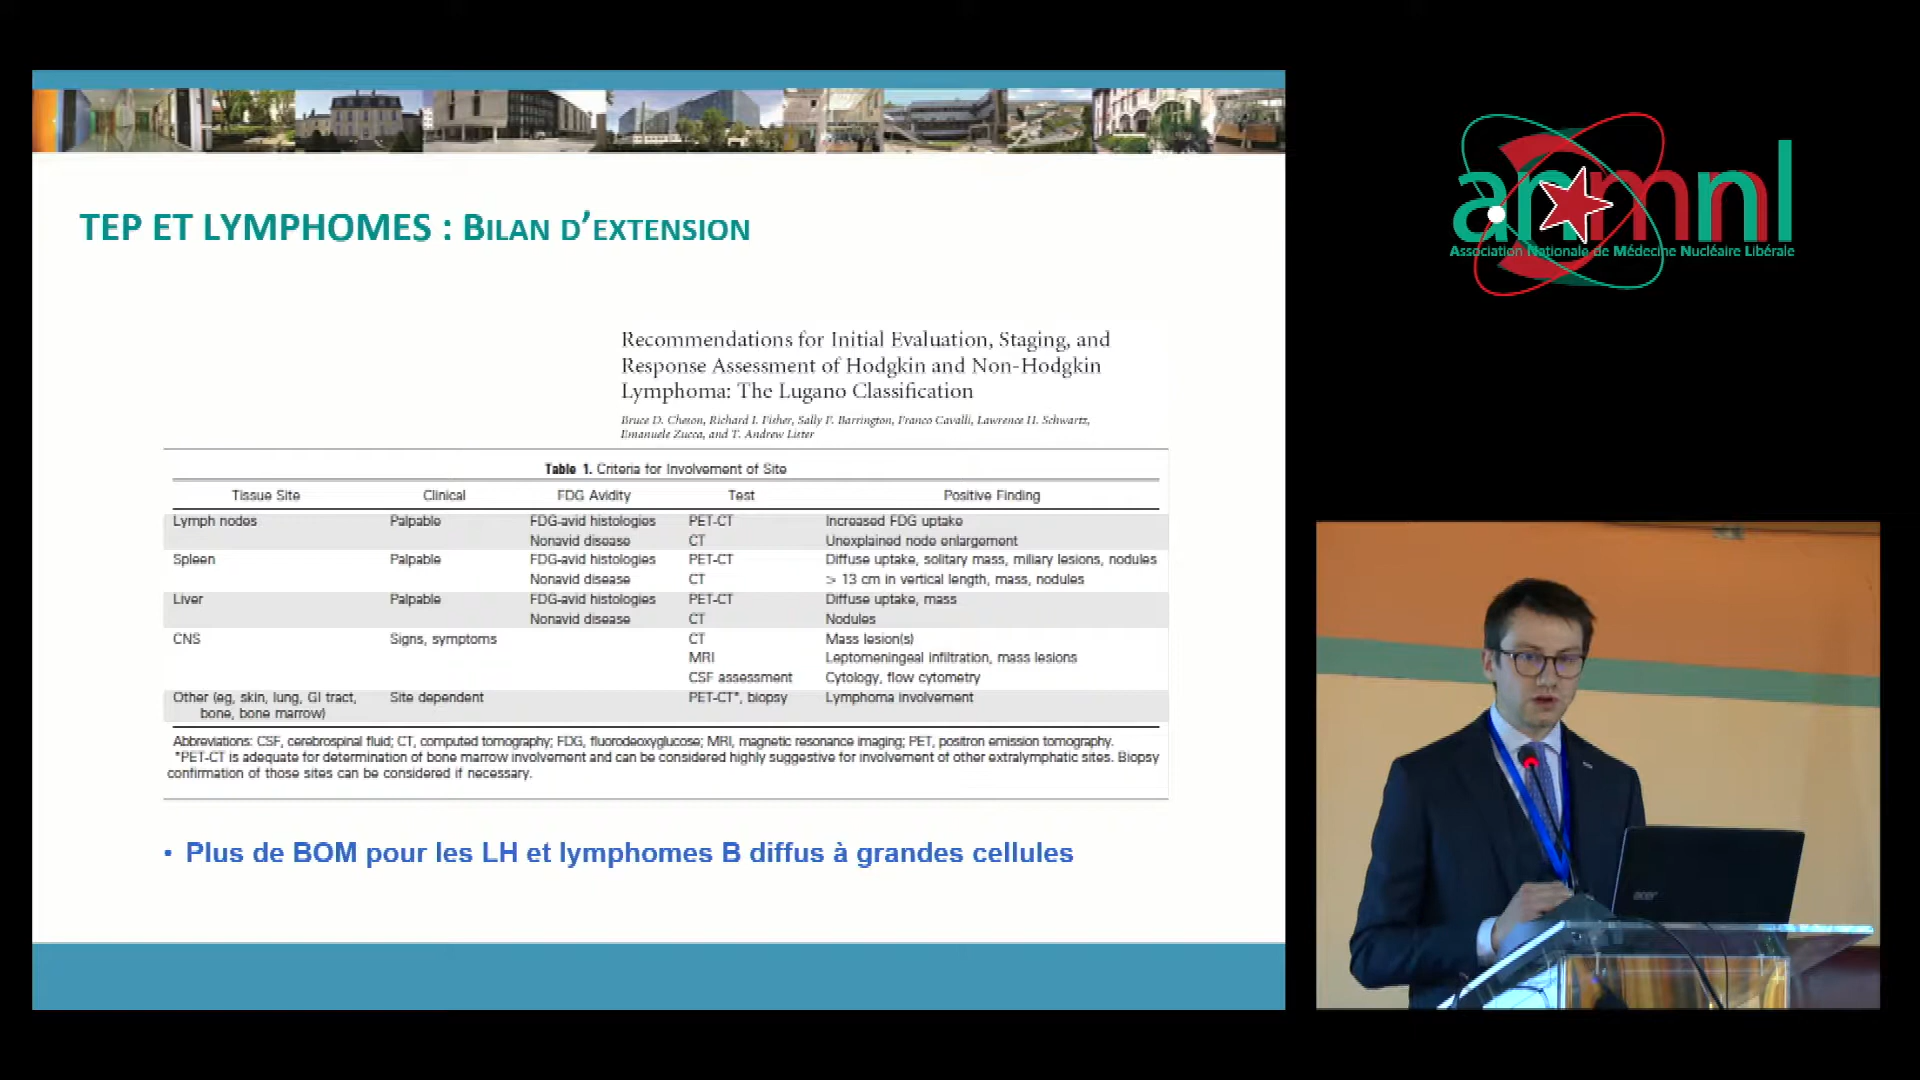 TEP ET LYMPHOMES : BILAN D'EXTENSION
Recommendations for Initial Evaluation, Staging, and
Response Assessment of Hodgkin and Non-Hodgkin
Lymphoma: The Lugano Classification
Bruce D. Cheson, Richard I. Fisher, Sally F. Barrington, Franco Cavalli, Lawrence H. Schwartz,
Emanuele Zucca, and T. Andrew Lister
Table 1. Criteria for Involvement of Site
Tissue Site Clinical FDG Avidity Test Positive Finding
Lymph nodes Palpable FDG-avid histologies PET-CT Increased FDG uptake
Nonavid disease CT Unexplained node enlargement
Spleen Palpable FDG-avid histologies PET-CT Diffuse uptake, solitary mass, miliary lesions, nodules
Nonavid disease CT > 13 cm in vertical length, mass, nodules
Liver Palpable FDG-avid histologies PET-CT Diffuse uptake, mass
Nonavid disease CT Nodules
CNS Signs, symptoms CT Mass lesion(s)
MRI Leptomeningeal infiltration, mass lesions
CSF assessment Cytology, flow cytometry
Other (eg, skin, lung, GI tract, Site dependent PET-CT*, biopsy Lymphoma involvement
bone, bone marrow)
Abbreviations: CSF, cerebrospinal fluid; CT, computed tomography; FDG, fluorodeoxyglucose; MRI, magnetic resonance imaging; PET, positron emission tomography.
*PET-CT is adequate for determination of bone marrow involvement and can be considered highly suggestive for involvement of other extralymphatic sites. Biopsy
confirmation of those sites can be considered if necessary.
• Plus de BOM pour les LH et lymphomes B diffus à grandes cellules
anmnl
Association Nationale de Médecine Nucléaire Libérale
acer